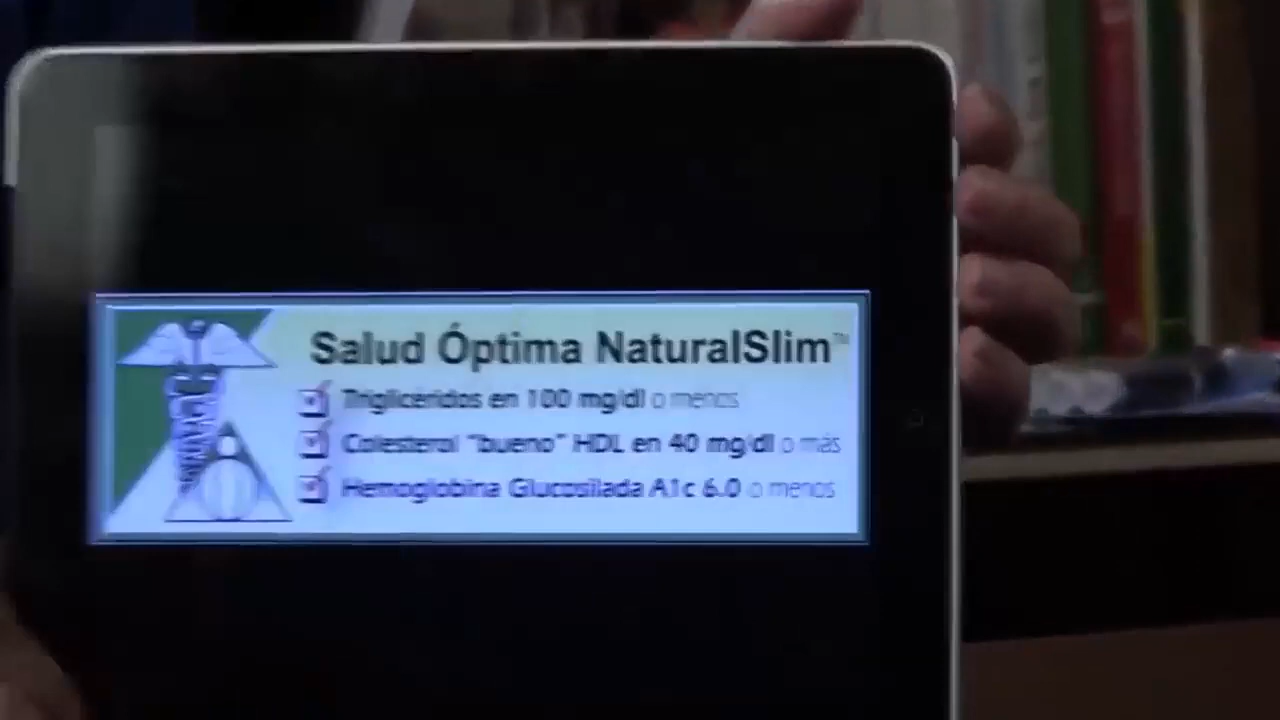 Salud Óptima NaturalSlim™
Triglicéridos en 100 mg/dl o menos
Colesterol "bueno" HDL en 40 mg/dl o más
Hemoglobina Glucosilada A1c 6.0 o menos